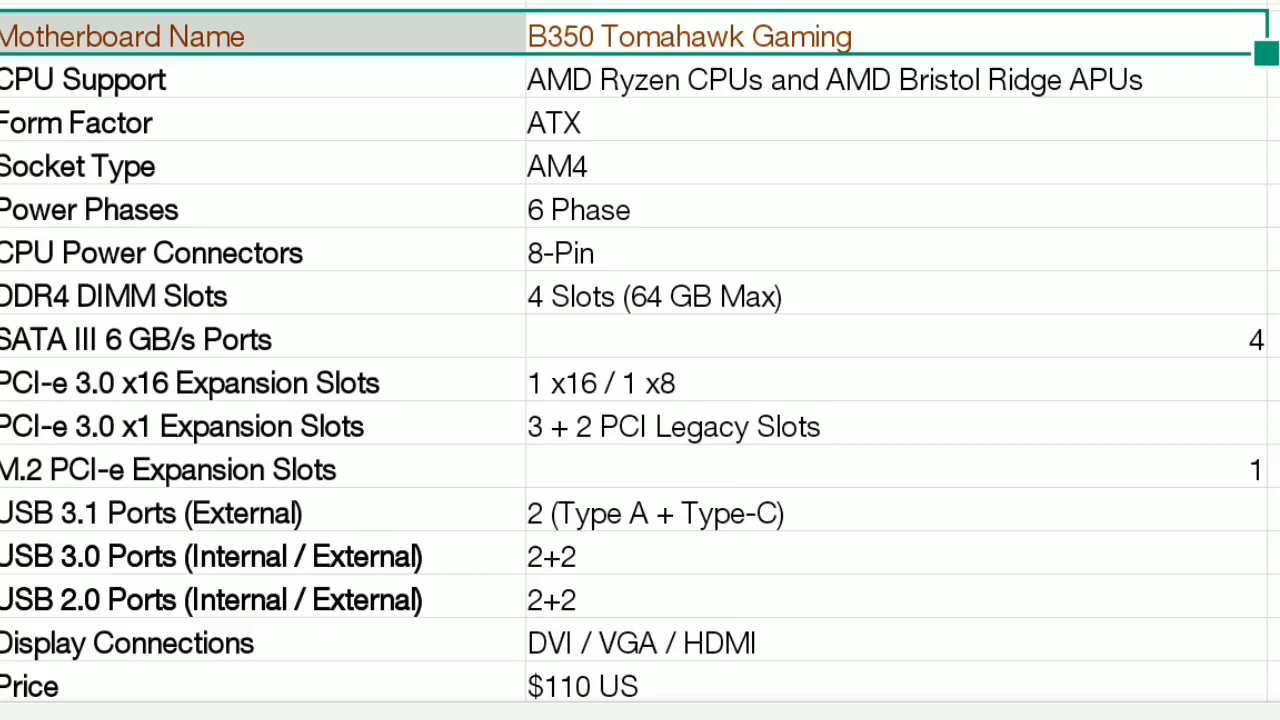 Motherboard Name B350 Tomahawk Gaming
CPU Support AMD Ryzen CPUs and AMD Bristol Ridge APUs
Form Factor ATX
Socket Type AM4
Power Phases 6 Phase
CPU Power Connectors 8-Pin
DDR4 DIMM Slots 4 Slots (64 GB Max)
SATA III 6 GB/s Ports 4
PCI-e 3.0 x16 Expansion Slots 1 x16 / 1 x8
PCI-e 3.0 x1 Expansion Slots 3 + 2 PCI Legacy Slots
M.2 PCI-e Expansion Slots 1
USB 3.1 Ports (External) 2 (Type A + Type-C)
USB 3.0 Ports (Internal / External) 2+2
USB 2.0 Ports (Internal / External) 2+2
Display Connections DVI / VGA / HDMI
Price $110 US